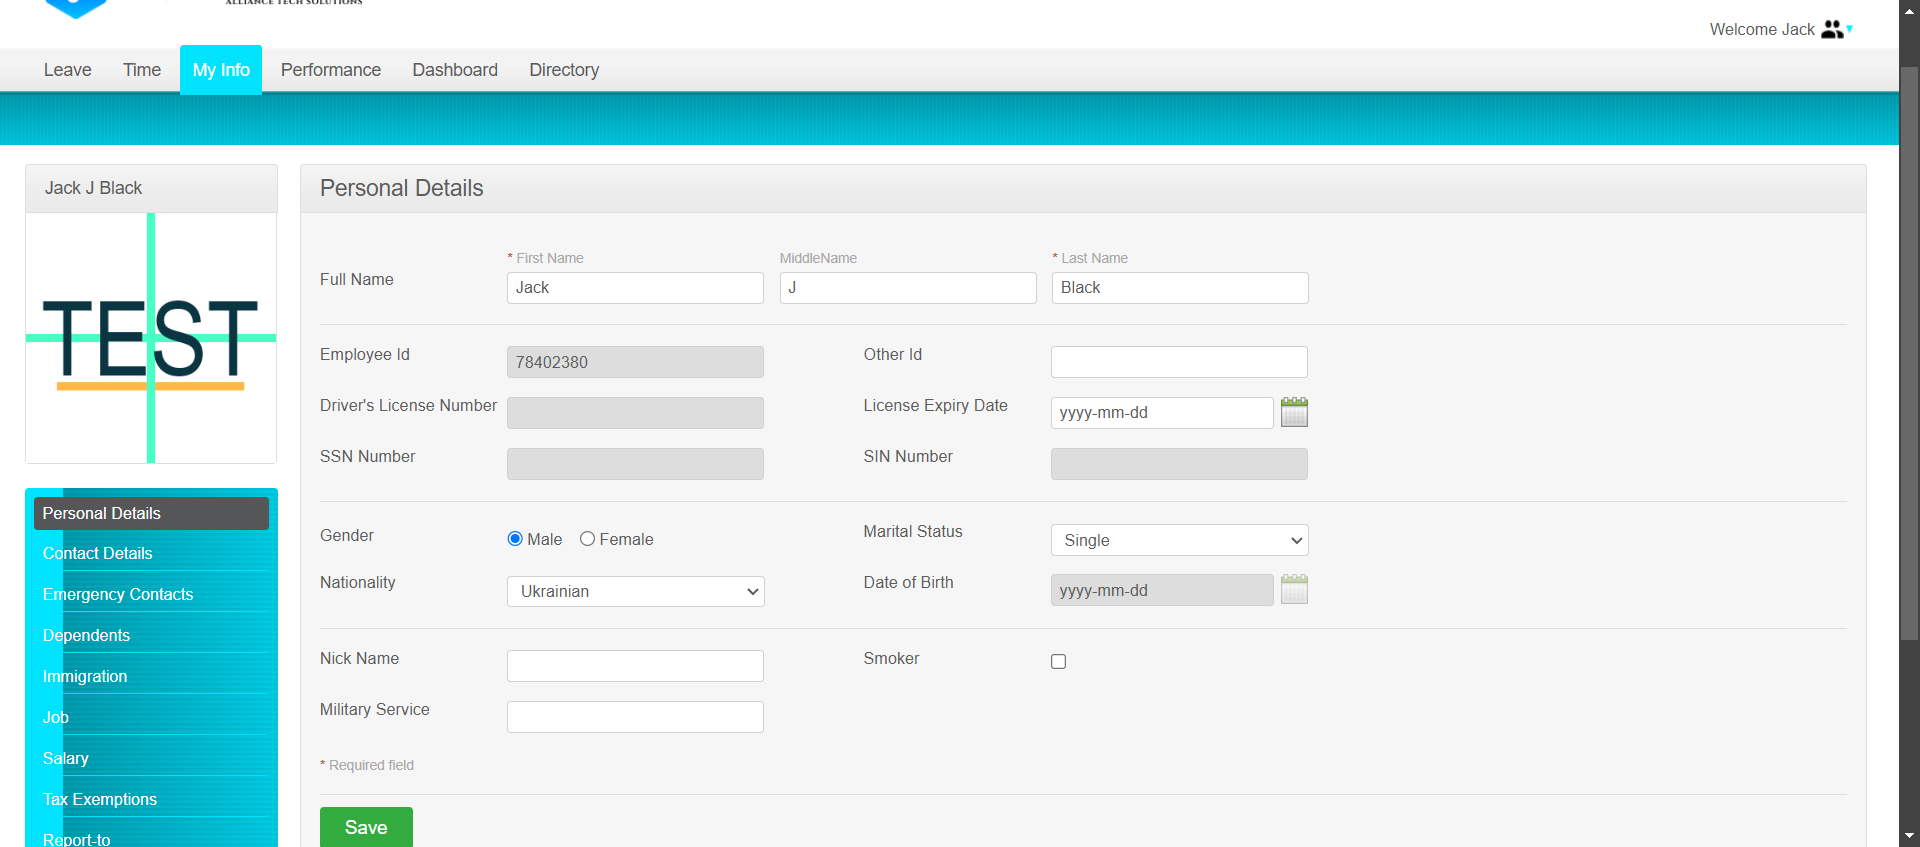 ALLIANCE TECH SOLUTIONS
Welcome Jack
Leave Time My Info Performance Dashboard Directory
Jack J Black
TEST
Personal Details
Contact Details
Emergency Contacts
Dependents
Immigration
Job
Salary
Tax Exemptions
Report-to
Personal Details
* First Name MiddleName * Last Name
Full Name Jack J Black
Employee Id 78402380 Other Id
Driver's License Number License Expiry Date yyyy-mm-dd
SSN Number SIN Number
Gender Male Female Marital Status Single
Nationality Ukrainian Date of Birth yyyy-mm-dd
Nick Name Smoker
Military Service
* Required field
Save